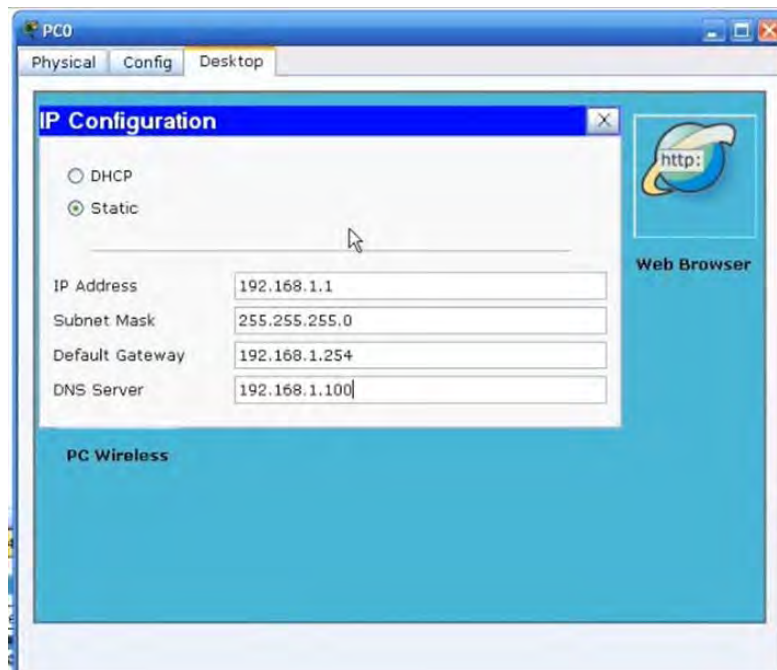 PC0
Physical Config Desktop
IP Configuration X
http:
DHCP
Static
Web Browser
IP Address 192.168.1.1
Subnet Mask 255.255.255.0
Default Gateway 192.168.1.254
DNS Server 192.168.1.100
PC Wireless